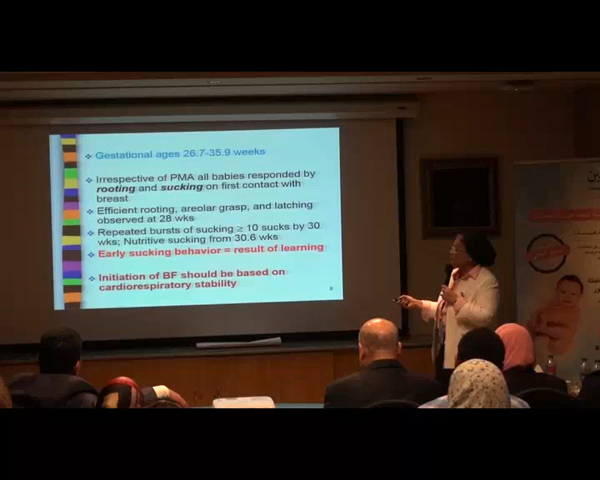 Gestational ages 26.7-35.9 weeks
Irrespective of PMA all babies responded by
rooting and sucking on first contact with
breast
Efficient rooting, areolar grasp, and latching
observed at 28 wks
Repeated bursts of sucking ≥ 10 sucks by 30
wks; Nutritive sucking from 30.6 wks
Early sucking behavior = result of learning
Initiation of BF should be based on
cardiorespiratory stability